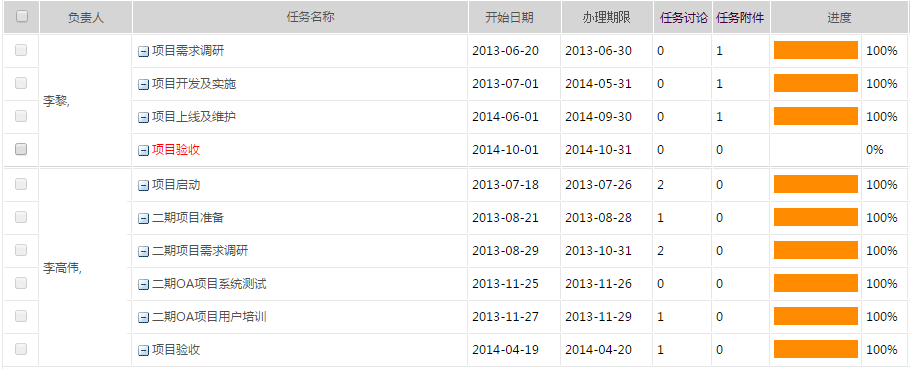 负责人 任务名称 开始日期 办理期限 任务讨论 任务附件 进度
项目需求调研 2013-06-20 2013-06-30 0 1 100%
项目开发及实施 2013-07-01 2014-05-31 0 1 100%
李黎,
项目上线及维护 2014-06-01 2014-09-30 0 1 100%
项目验收 2014-10-01 2014-10-31 0 0 0%
项目启动 2013-07-18 2013-07-26 2 0 100%
二期项目准备 2013-08-21 2013-08-28 1 0 100%
二期项目需求调研 2013-08-29 2013-10-31 2 0 100%
李高伟,
二期OA项目系统测试 2013-11-25 2013-11-26 0 0 100%
二期OA项目用户培训 2013-11-27 2013-11-29 1 0 100%
项目验收 2014-04-19 2014-04-20 1 0 100%